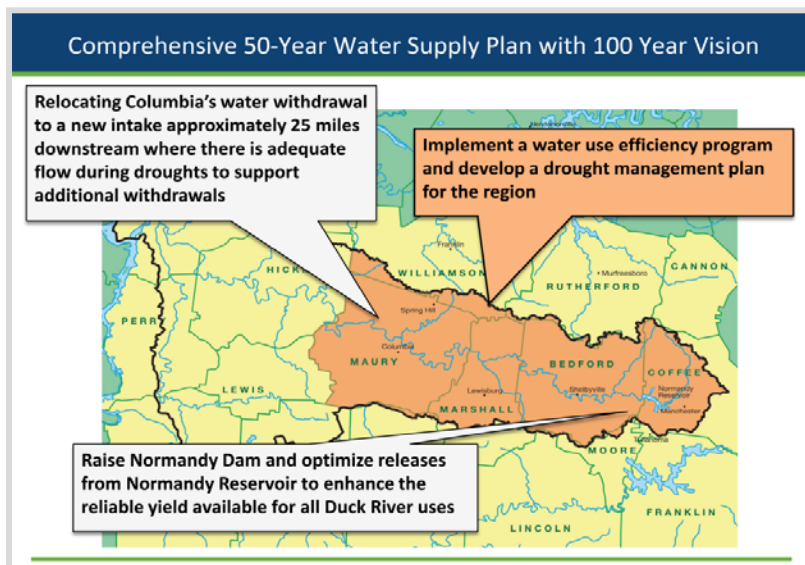 Comprehensive 50-Year Water Supply Plan with 100 Year Vision
Relocating Columbia's water withdrawal
to a new intake approximately 25 miles
downstream where there is adequate
flow during droughts to support
additional withdrawals
Implement a water use efficiency program
and develop a drought management plan
for the region
Franklin
HICK
WILLIAMSON
Murfreesboro
CANNON
RUTHERFORD
PERRY
Spring Hill
Columbia
MAURY
BEDFORD
COFFEE
LEWIS
Lewisburg
Shelbyville
Normandy
Reservoir
MARSHALL
Manchester
Tullahoma
MOORE
Raise Normandy Dam and optimize releases
from Normandy Reservoir to enhance the
reliable yield available for all Duck River uses
LINCOLN
FRANKLIN